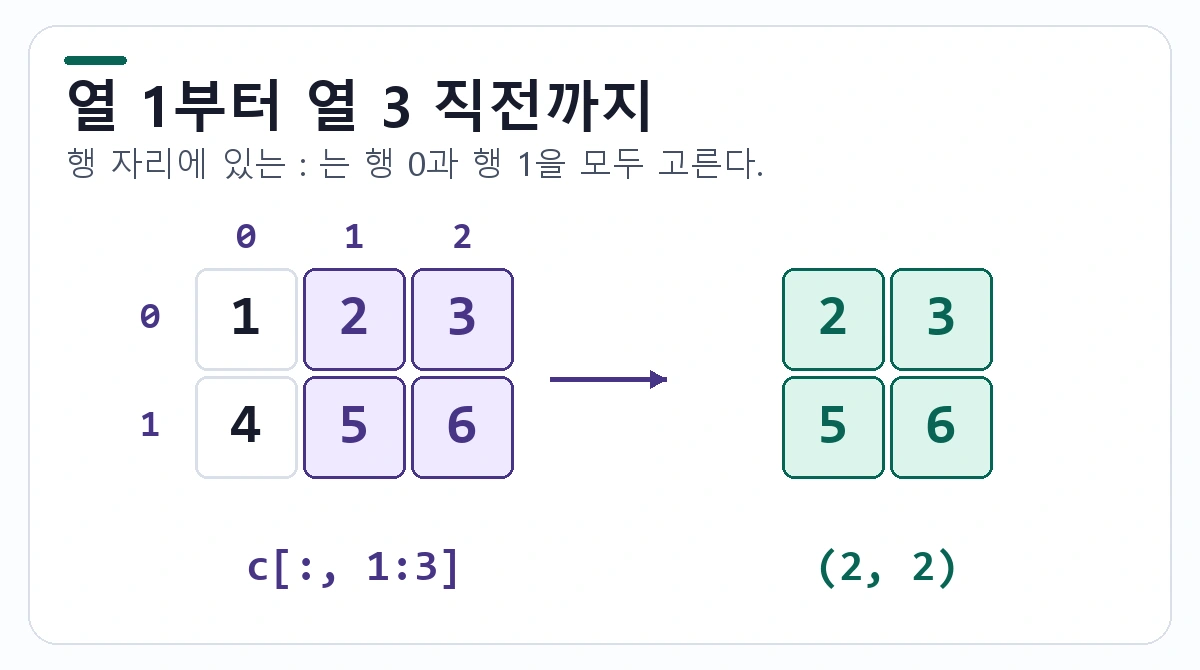 열 1부터 열 3 직전까지
행 자리에 있는 : 는 행 0과 행 1을 모두 고른다.
0 1 2
0 1 2 3 2 3
1 4 5 6 5 6
c[:, 1:3] (2, 2)